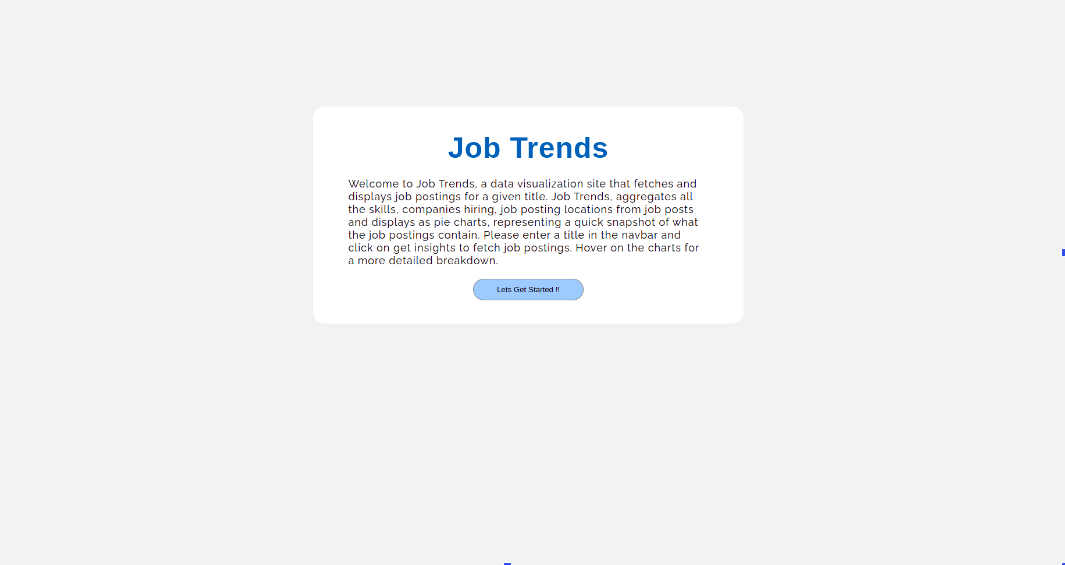 Job Trends
Welcome to Job Trends, a data visualization site that fetches and
displays job postings for a given title. Job Trends, aggregates all
the skills, companies hiring, job posting locations from job posts
and displays as pie charts, representing a quick snapshot of what
the job postings contain. Please enter a title in the navbar and
click on get insights to fetch job postings. Hover on the charts for
a more detailed breakdown.
Lets Get Started !!